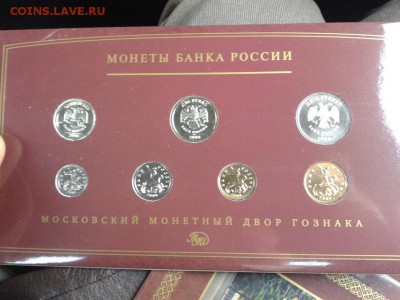 COINS.LAVE.RU
МОНЕТЫ БАНКА РОССИИ
МОСКОВСКИЙ МОНЕТНЫЙ ДВОР ГОЗНАКА